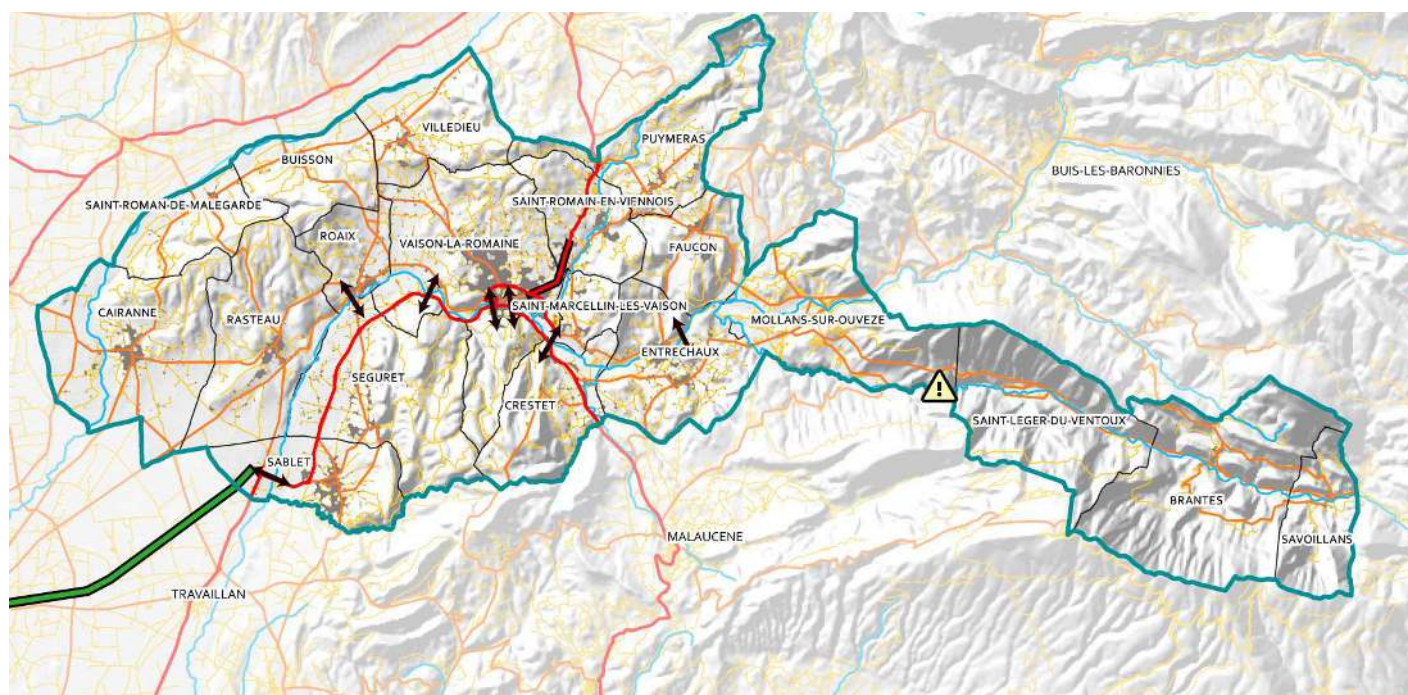 VILLEDIEU
PUYMERAS
BUISSON
BUIS-LES-BARONNIES
SAINT-ROMAN-DE-MALEGARDE
SAINT-ROMAIN-EN-VIENNOIS
ROAIX
VAISON-LA-ROMAINE
FAUCON
CAIRANNE
RASTEAU
SAINT-MARCELLIN-LES-VAISON
MOLLANS-SUR-OUVEZE
ENTRECHAUX
SEGURET
CRESTET
SAINT-LEGER-DU-VENTOUX
SABLET
BRANTES
MALAUCENE
SAVOILLANS
TRAVAILLAN